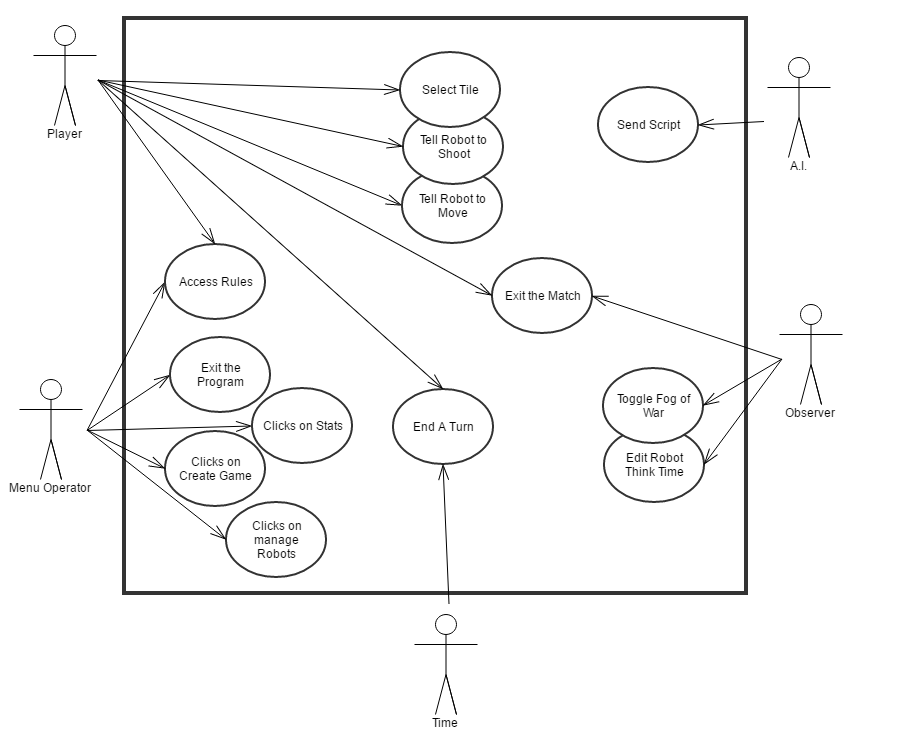 Player
Select Tile
Tell Robot to
Shoot
Tell Robot to
Move
Send Script
A.I.
Access Rules
Exit the Match
Exit the
Program
Clicks on Stats
End A Turn
Toggle Fog of
War
Observer
Menu Operator
Clicks on
Create Game
Edit Robot
Think Time
Clicks on
manage
Robots
Time